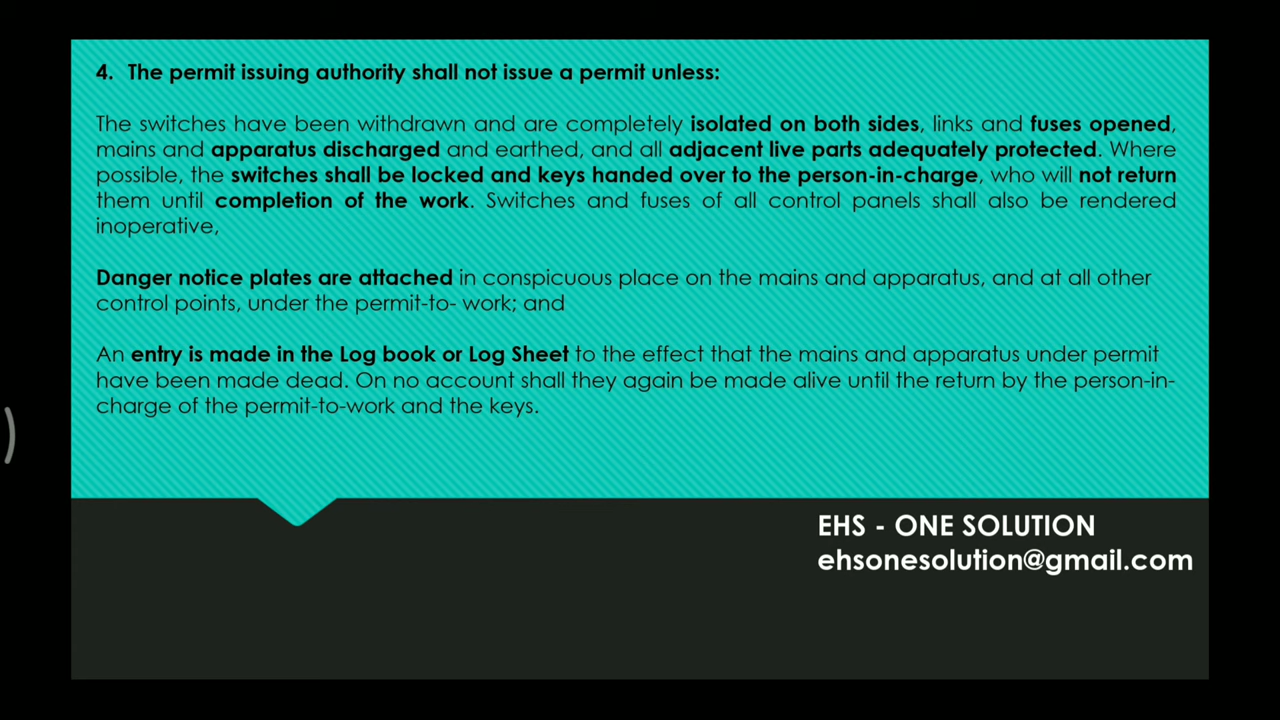 4. The permit issuing authority shall not issue a permit unless:
The switches have been withdrawn and are completely isolated on both sides, links and fuses opened,
mains and apparatus discharged and earthed, and all adjacent live parts adequately protected. Where
possible, the switches shall be locked and keys handed over to the person-in-charge, who will not return
them until completion of the work. Switches and fuses of all control panels shall also be rendered
inoperative,
Danger notice plates are attached in conspicuous place on the mains and apparatus, and at all other
control points, under the permit-to- work; and
An entry is made in the Log book or Log Sheet to the effect that the mains and apparatus under permit
have been made dead. On no account shall they again be made alive until the return by the person-in-
charge of the permit-to-work and the keys.
EHS - ONE SOLUTION
ehsonesolution@gmail.com